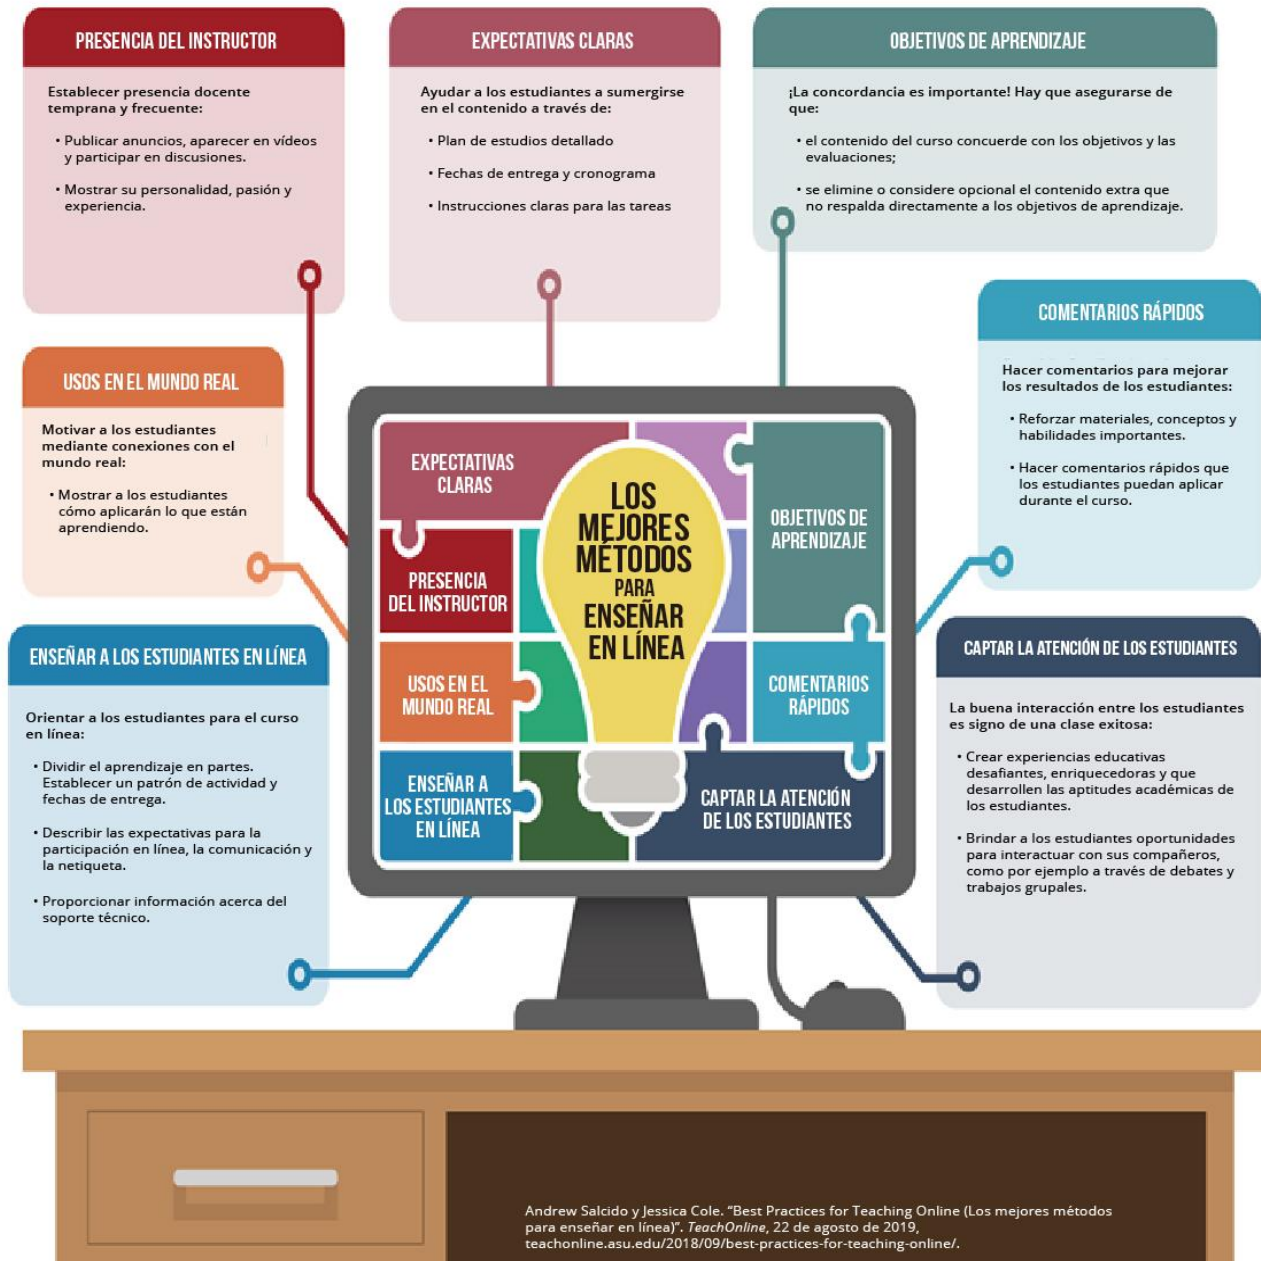 PRESENCIA DEL INSTRUCTOR
Establecer presencia docente
temprana y frecuente:
• Publicar anuncios, aparecer en vídeos
y participar en discusiones.
• Mostrar su personalidad, pasión y
experiencia.
EXPECTATIVAS CLARAS
Ayudar a los estudiantes a sumergirse
en el contenido a través de:
• Plan de estudios detallado
• Fechas de entrega y cronograma
• Instrucciones claras para las tareas
OBJETIVOS DE APRENDIZAJE
¡La concordancia es importante! Hay que asegurarse de
que:
• el contenido del curso concuerde con los objetivos y las
evaluaciones;
• se elimine o considere opcional el contenido extra que
no respalda directamente a los objetivos de aprendizaje.
COMENTARIOS RÁPIDOS
Hacer comentarios para mejorar
los resultados de los estudiantes:
• Reforzar materiales, conceptos y
habilidades importantes.
• Hacer comentarios rápidos que
los estudiantes puedan aplicar
durante el curso.
USOS EN EL MUNDO REAL
Motivar a los estudiantes
mediante conexiones con el
mundo real:
• Mostrar a los estudiantes
cómo aplicarán lo que están
aprendiendo.
ENSEÑAR A LOS ESTUDIANTES EN LÍNEA
Orientar a los estudiantes para el curso
en línea:
• Dividir el aprendizaje en partes.
Establecer un patrón de actividad y
fechas de entrega.
• Describir las expectativas para la
participación en línea, la comunicación y
la netiqueta.
• Proporcionar información acerca del
soporte técnico.
CAPTAR LA ATENCIÓN DE LOS ESTUDIANTES
La buena interacción entre los estudiantes
es signo de una clase exitosa:
• Crear experiencias educativas
desafiantes, enriquecedoras y que
desarrollen las aptitudes académicas de
los estudiantes.
• Brindar a los estudiantes oportunidades
para interactuar con sus compañeros,
como por ejemplo a través de debates y
trabajos grupales.
EXPECTATIVAS
CLARAS
PRESENCIA
DEL INSTRUCTOR
USOS EN EL
MUNDO REAL
ENSEÑAR A
LOS ESTUDIANTES
EN LÍNEA
LOS
MEJORES
MÉTODOS
PARA
ENSEÑAR
EN LÍNEA
OBJETIVOS DE
APRENDIZAJE
COMENTARIOS
RÁPIDOS
CAPTAR LA ATENCIÓN
DE LOS ESTUDIANTES
Andrew Salcido y Jessica Cole. “Best Practices for Teaching Online (Los mejores métodos
para enseñar en línea)”. TeachOnline, 22 de agosto de 2019,
teachonline.asu.edu/2018/09/best-practices-for-teaching-online/.